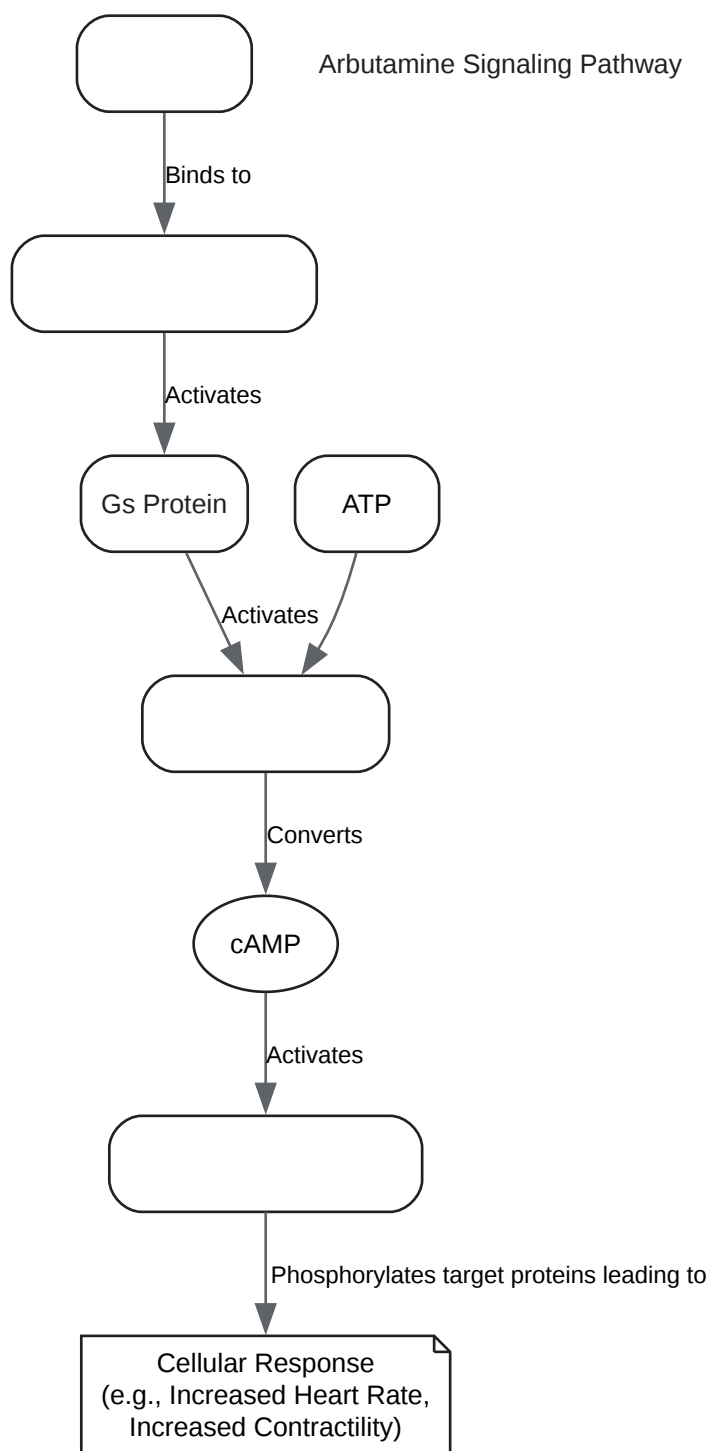 Arbutamine Signaling Pathway
Binds to
Activates
Gs Protein
ATP
Activates
Converts
cAMP
Activates
Phosphorylates target proteins leading to
Cellular Response
(e.g., Increased Heart Rate,
Increased Contractility)